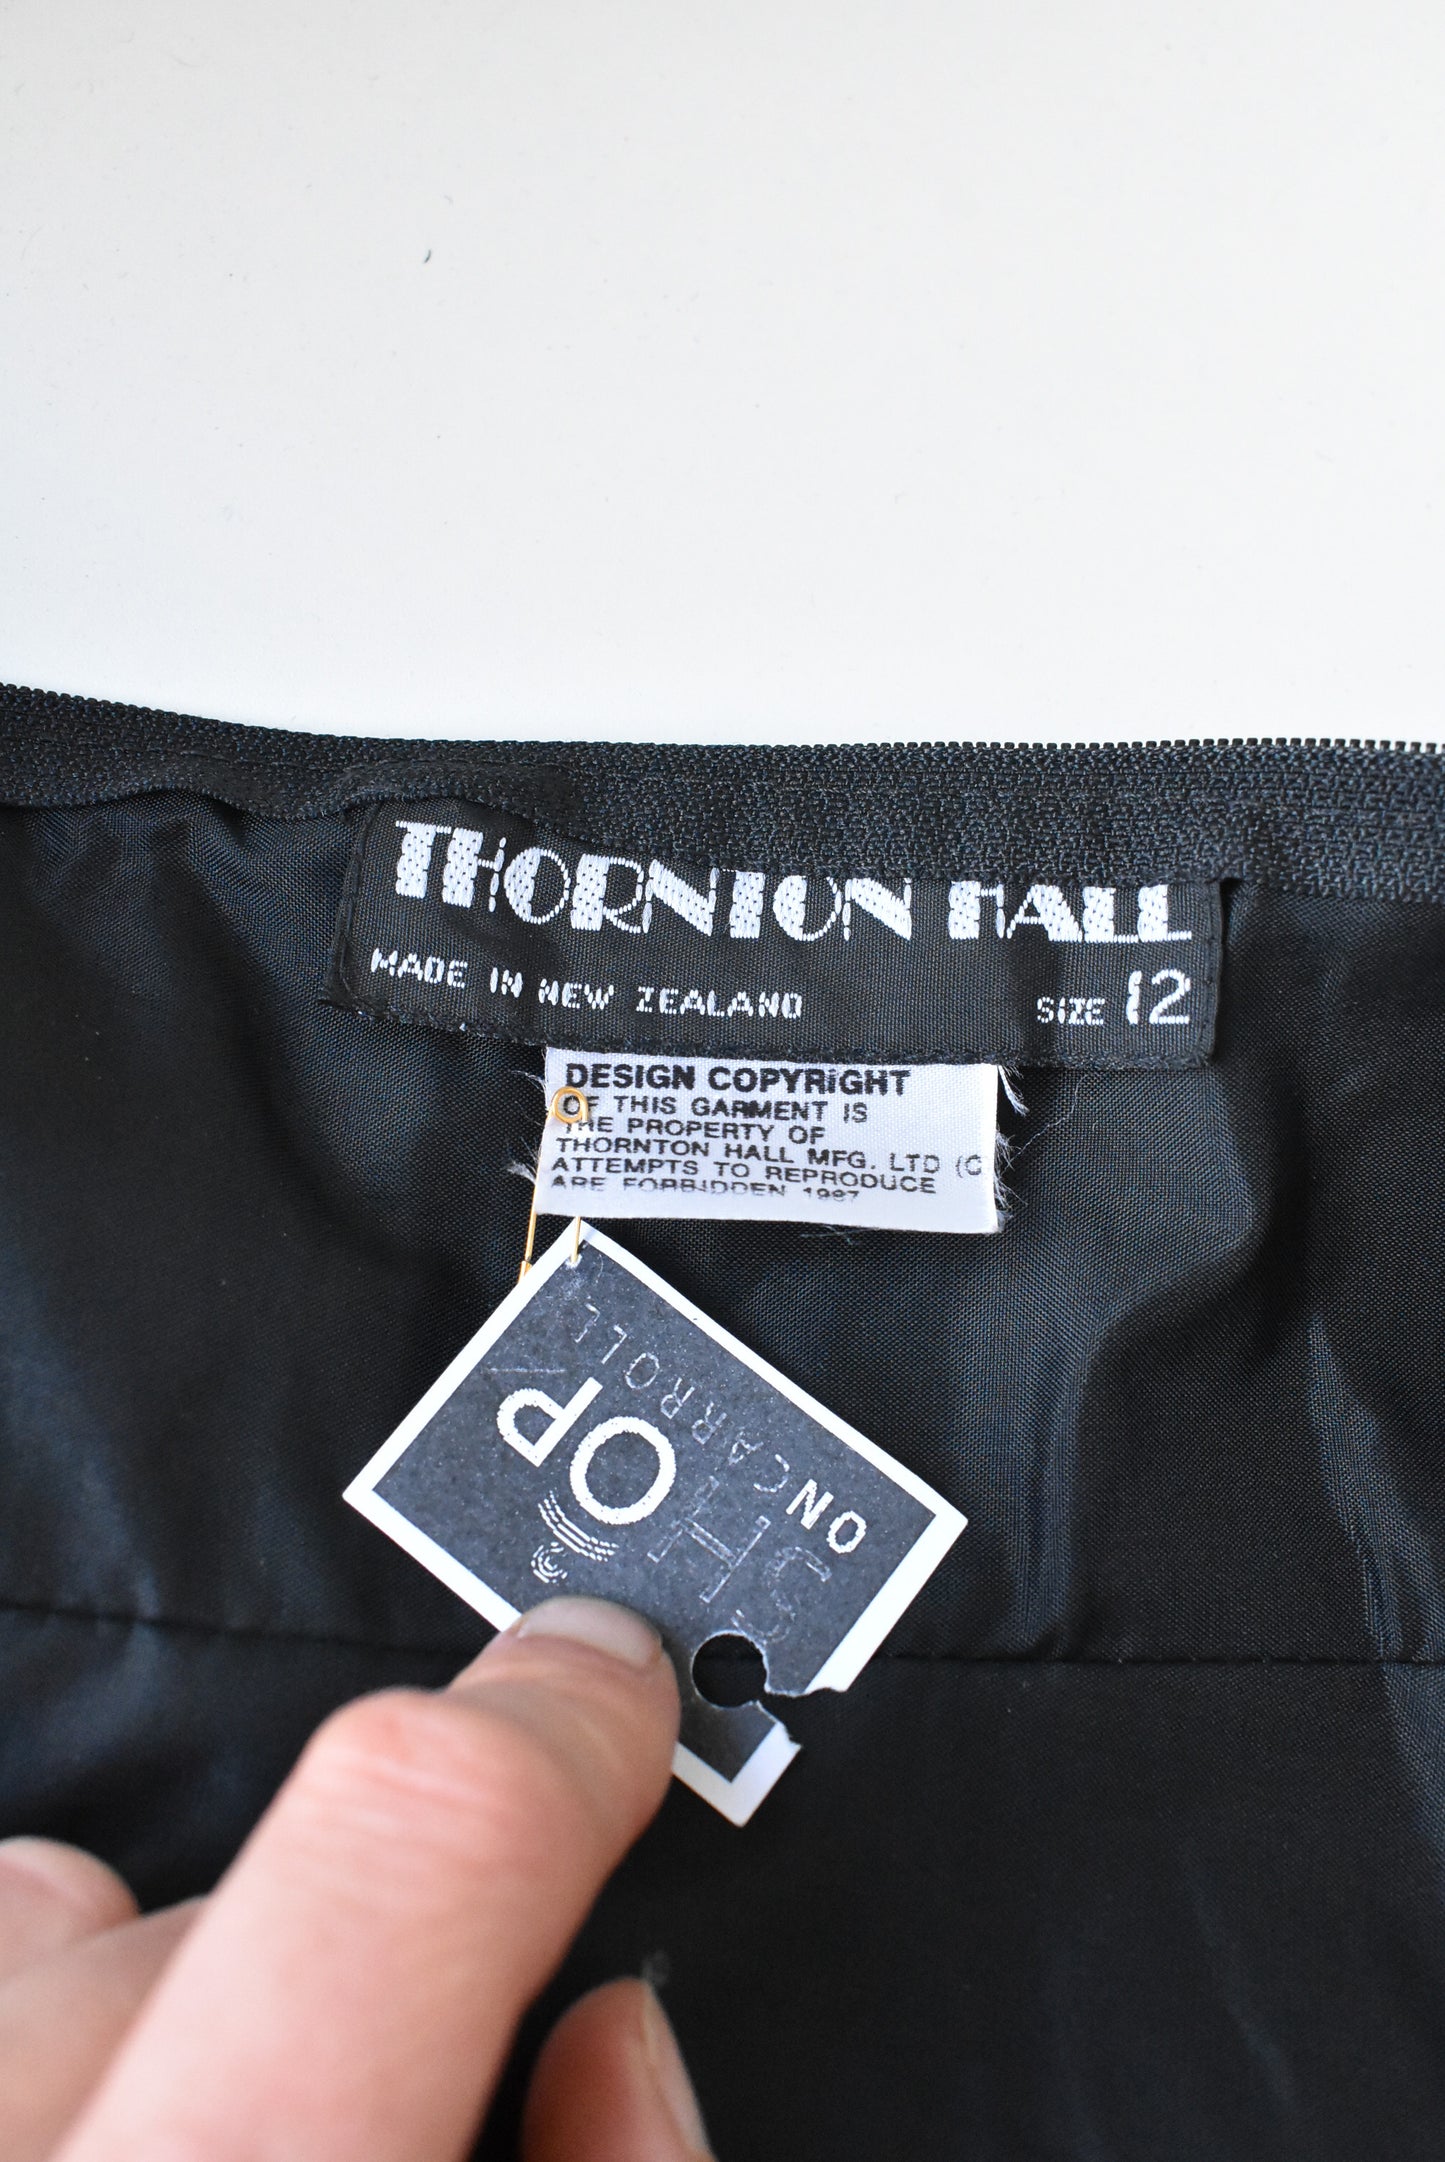 THORNTON HALL
MADE IN NEW ZEALAND SIZE 12
DESIGN COPYRIGHT
OF THIS GARMENT IS
THE PROPERTY OF
THORNTON HALL MFG. LTD (C
ATTEMPTS TO REPRODUCE
ARE FORBIDDEN 1987
OP
SHOP
ON CARROLL